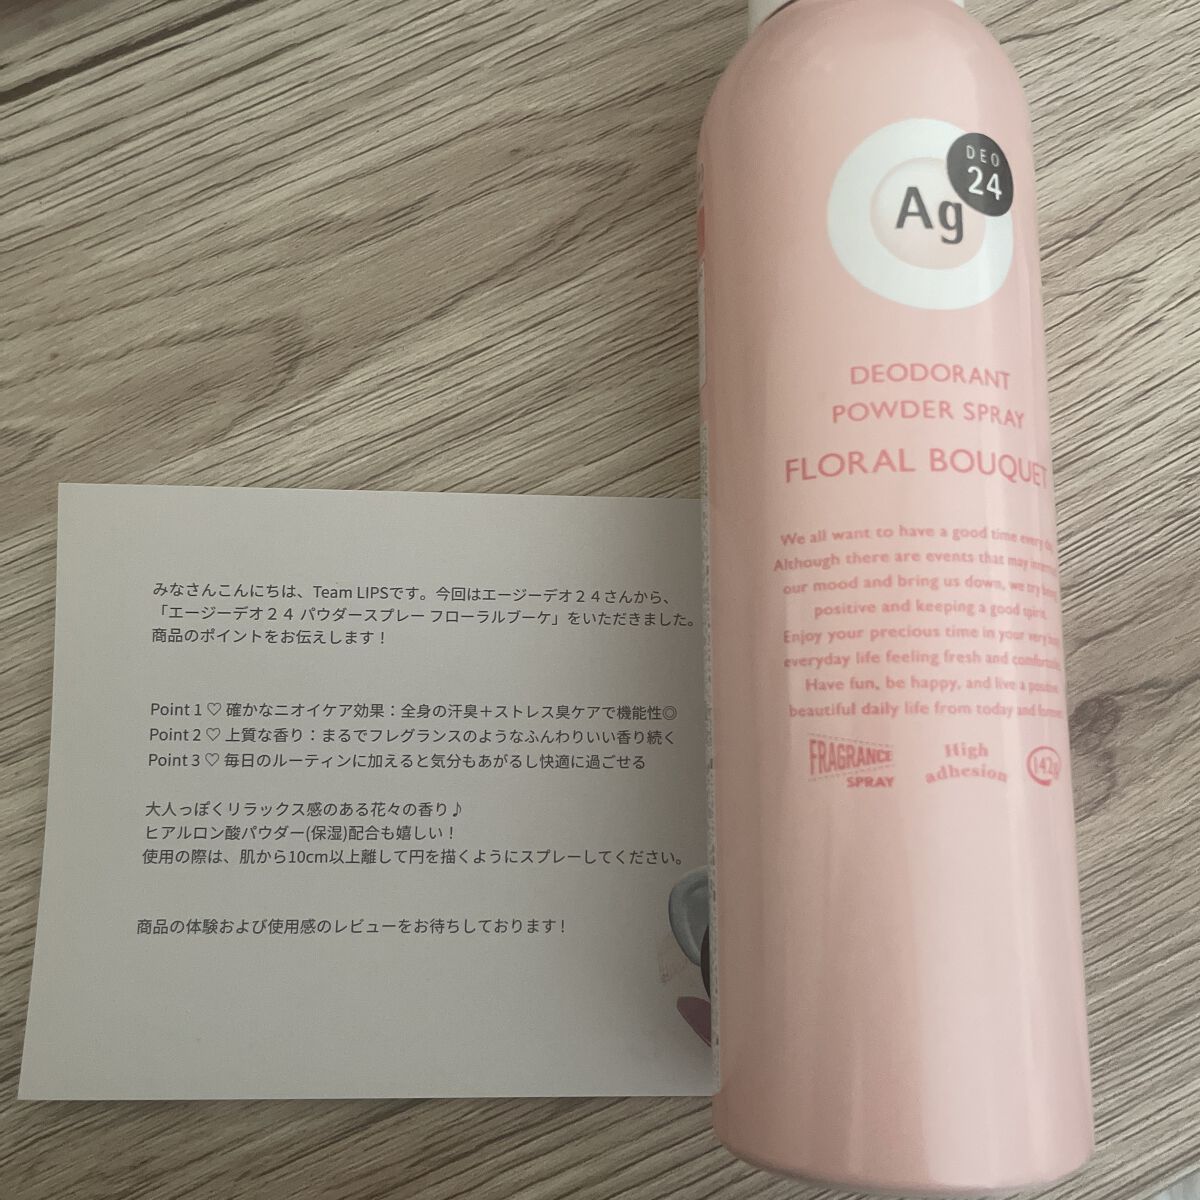 みなさんこんにちは、Team LIPSです。今回はエージーデオ２４さんから、
「エージーデオ２４ パウダースプレー フローラルブーケ」をいただきました。
商品のポイントをお伝えします！
Point 1 ♡ 確かなニオイケア効果：全身の汗臭＋ストレス臭ケアで機能性◎
Point 2 ♡ 上質な香り：まるでフレグランスのようなふんわりいい香り続く
Point 3 ♡ 毎日のルーティンに加えると気分もあがるし快適に過ごせる
大人っぽくリラックス感のある花々の香り♪
ヒアルロン酸パウダー(保湿)配合も嬉しい！
使用の際は、肌から10cm以上離して円を描くようにスプレーしてください。
商品の体験および使用感のレビューをお待ちしております！
DEO
24
Ag
DEODORANT
POWDER SPRAY
FLORAL BOUQUET
We all want to have a good time every
Although there are events that may
our mood and bring us down, we try
positive and keeping a good spirit.
Enjoy your precious time in your very
everyday life feeling fresh and
Have fun, be happy, and live a positive,
beautiful daily life from today and
FRAGRANCE
SPRAY
High
adhesion
142g